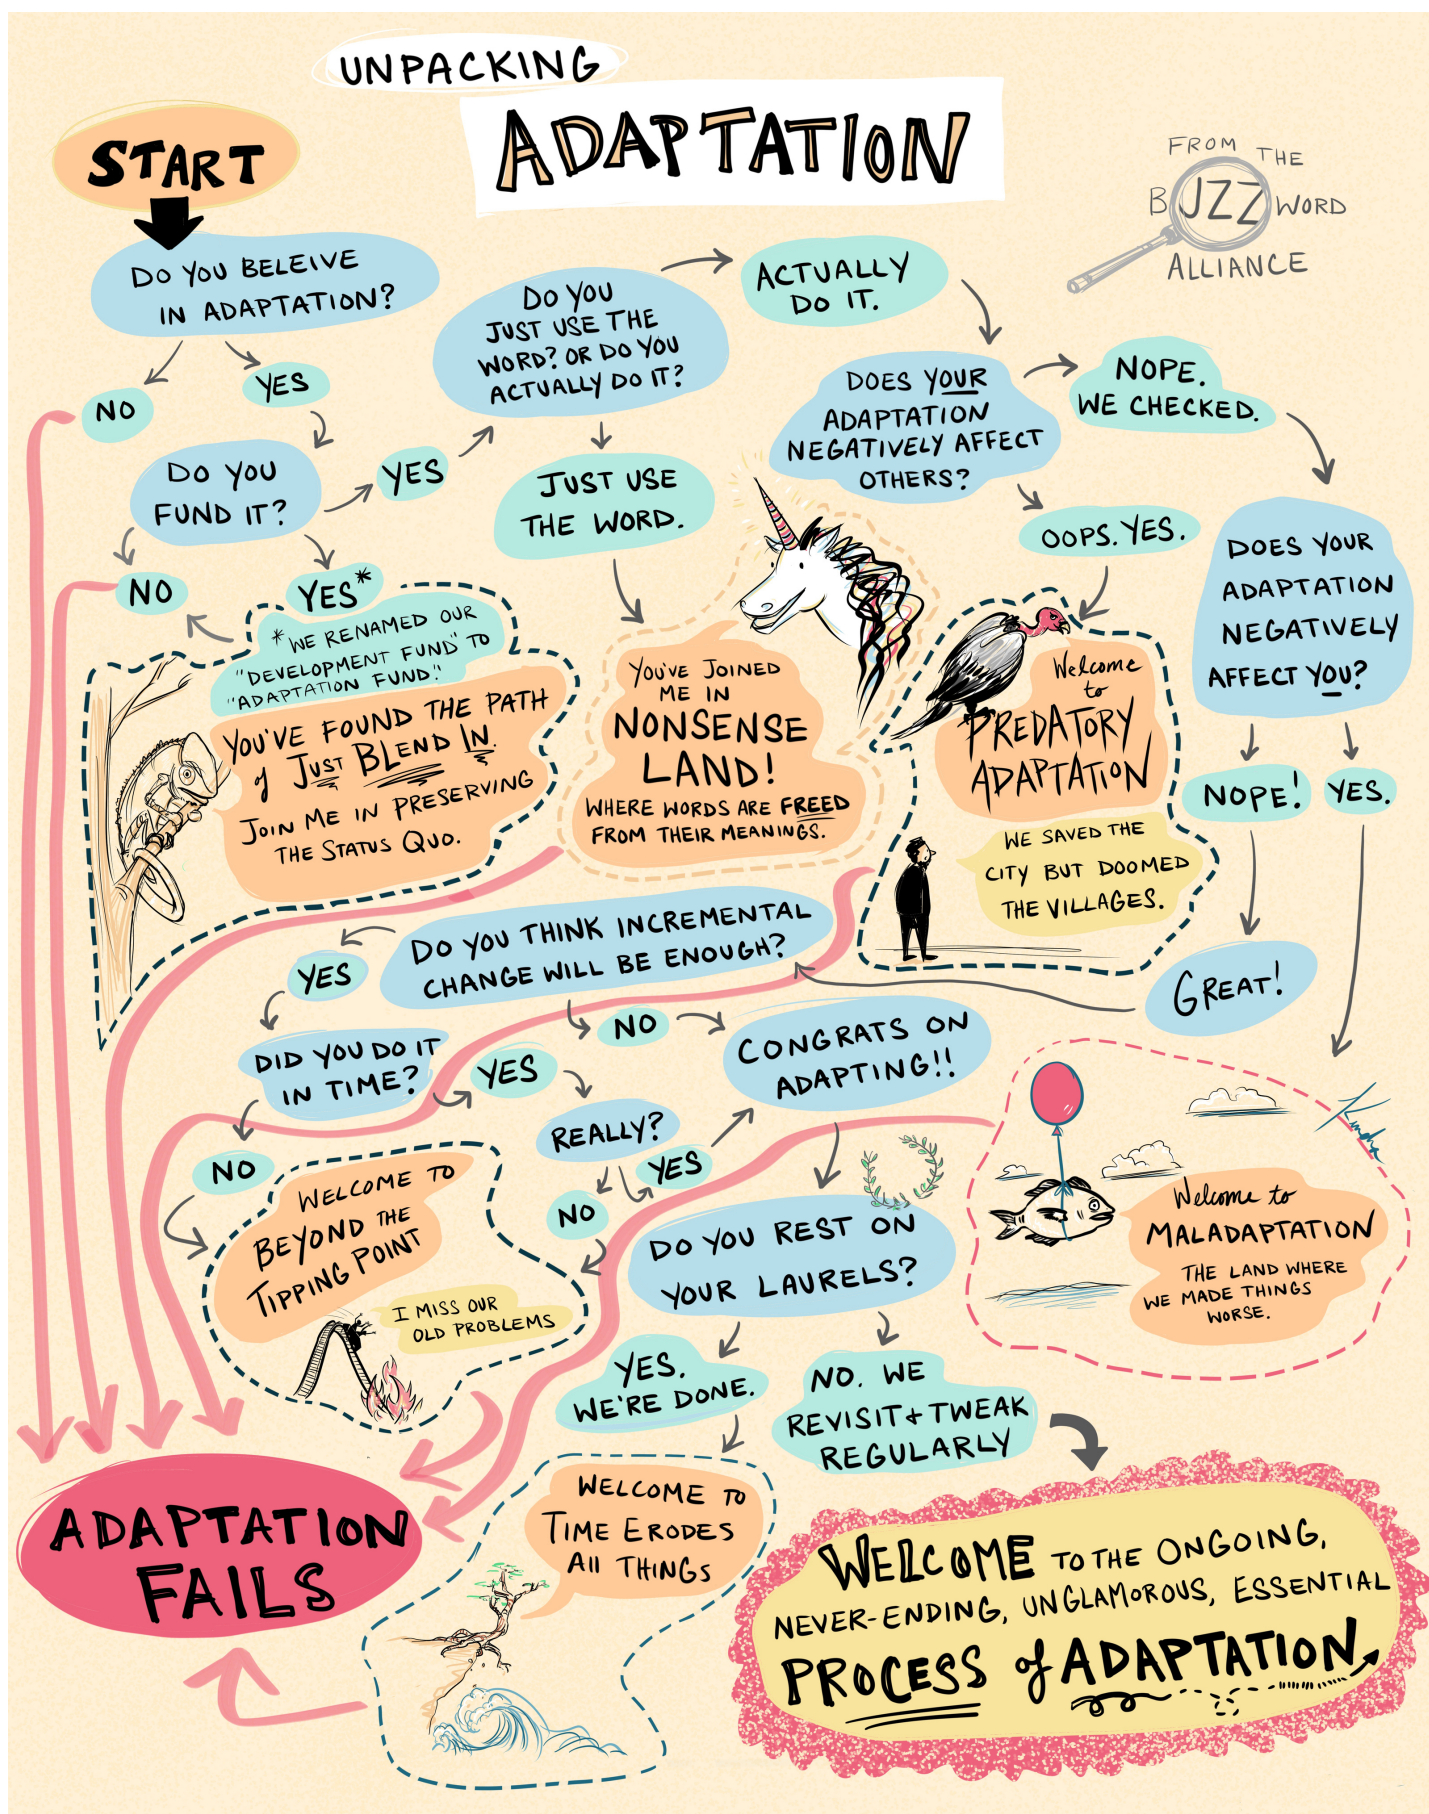 UNPACKING
ADAPTATION
START
FROM THE
BUZZ WORD
ALLIANCE
DO YOU BELEIVE
IN ADAPTATION?
NO
YES
DO YOU
FUND IT?
NO
YES
YES*
*WE RENAMED OUR
"DEVELOPMENT FUND" TO
"ADAPTATION FUND."
YOU'VE FOUND THE PATH
of JUST BLEND IN.
JOIN ME IN PRESERVING
THE STATUS QUO.
DO YOU
JUST USE THE
WORD? OR DO YOU
ACTUALLY DO IT?
ACTUALLY
DO IT.
JUST USE
THE WORD.
YOU'VE JOINED
ME IN
NONSENSE
LAND!
WHERE WORDS ARE FREED
FROM THEIR MEANINGS.
DOES YOUR
ADAPTATION
NEGATIVELY AFFECT
OTHERS?
NOPE.
WE CHECKED.
OOPS. YES.
Welcome
to
PREDATORY
ADAPTATION
WE SAVED THE
CITY BUT DOOMED
THE VILLAGES.
DOES YOUR
ADAPTATION
NEGATIVELY
AFFECT YOU?
NOPE!
YES.
GREAT!
DO YOU THINK INCREMENTAL
CHANGE WILL BE ENOUGH?
YES
NO
DID YOU DO IT
IN TIME?
YES
NO
REALLY?
YES
NO
CONGRATS ON
ADAPTING!!
WELCOME TO
BEYOND THE
TIPPING POINT
I MISS OUR
OLD PROBLEMS
DO YOU REST ON
YOUR LAURELS?
Welcome to
MALADAPTATION
THE LAND WHERE
WE MADE THINGS
WORSE.
YES.
WE'RE DONE.
NO. WE
REVISIT + TWEAK
REGULARLY
WELCOME TO
TIME ERODES
All THINGS
ADAPTATION
FAILS
WELCOME TO THE ONGOING,
NEVER-ENDING, UNGLAMOROUS, ESSENTIAL
PROCESS of ADAPTATION